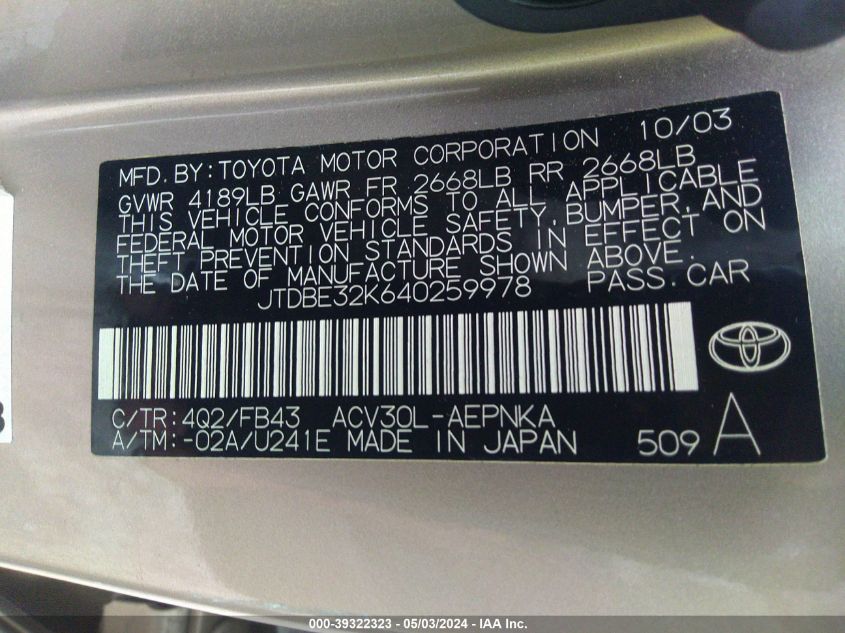 MFD. BY: TOYOTA MOTOR CORPORATION 10/03
GVWR 4189LB GAWR FR 2668LB RR 2668LB
THIS VEHICLE CONFORMS TO ALL APPLICABLE
FEDERAL MOTOR VEHICLE SAFETY, BUMPER, AND
THEFT PREVENTION STANDARDS IN EFFECT ON
THE DATE OF MANUFACTURE SHOWN ABOVE.
JTDBE32K640259978 PASS. CAR
C/TR: 4Q2/FB43 ACV30L-AEPNKA
A/TM: -02A/U241E MADE IN JAPAN 509 A
000-39322323 - 05/03/2024 - IAA Inc.